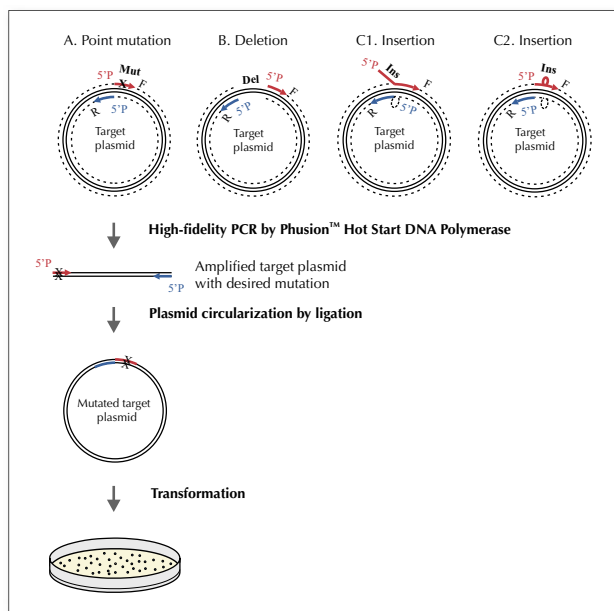 A. Point mutation
B. Deletion
C1. Insertion
C2. Insertion
Mut
5'P
X
F
R
5'P
Target
plasmid
Del
5'P
F
R
5'P
Target
plasmid
5'P
Ins
F
R
5'P
Target
plasmid
Ins
5'P
F
R
5'P
Target
plasmid
High-fidelity PCR by Phusion™ Hot Start DNA Polymerase
5'P
X
X
5'P
Amplified target plasmid
with desired mutation
Plasmid circularization by ligation
X
X
Mutated target
plasmid
Transformation